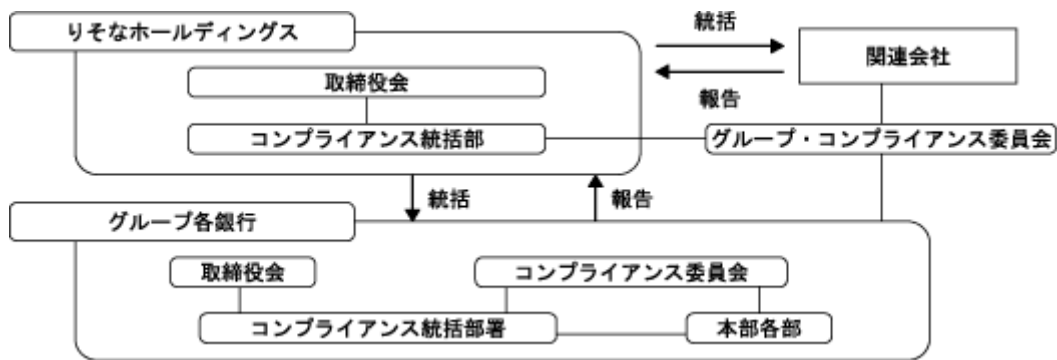 りそなホールディングス
統括
関連会社
取締役会
報告
コンプライアンス統括部
グループ・コンプライアンス委員会
統括
報告
グループ各銀行
取締役会
コンプライアンス委員会
コンプライアンス統括部署
本部各部